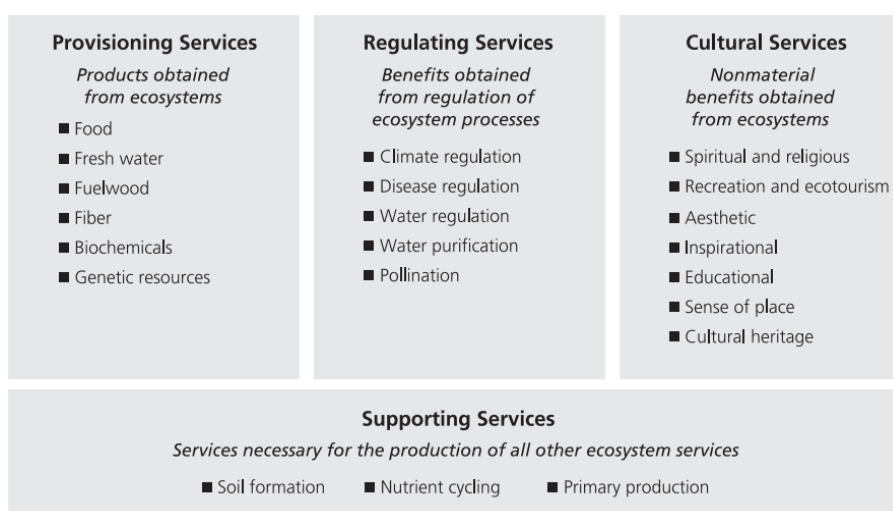 Provisioning Services
Products obtained
from ecosystems
■ Food
■ Fresh water
■ Fuelwood
■ Fiber
■ Biochemicals
■ Genetic resources
Regulating Services
Benefits obtained
from regulation of
ecosystem processes
■ Climate regulation
■ Disease regulation
■ Water regulation
■ Water purification
■ Pollination
Cultural Services
Nonmaterial
benefits obtained
from ecosystems
■ Spiritual and religious
■ Recreation and ecotourism
■ Aesthetic
■ Inspirational
■ Educational
■ Sense of place
■ Cultural heritage
Supporting Services
Services necessary for the production of all other ecosystem services
■ Soil formation ■ Nutrient cycling ■ Primary production